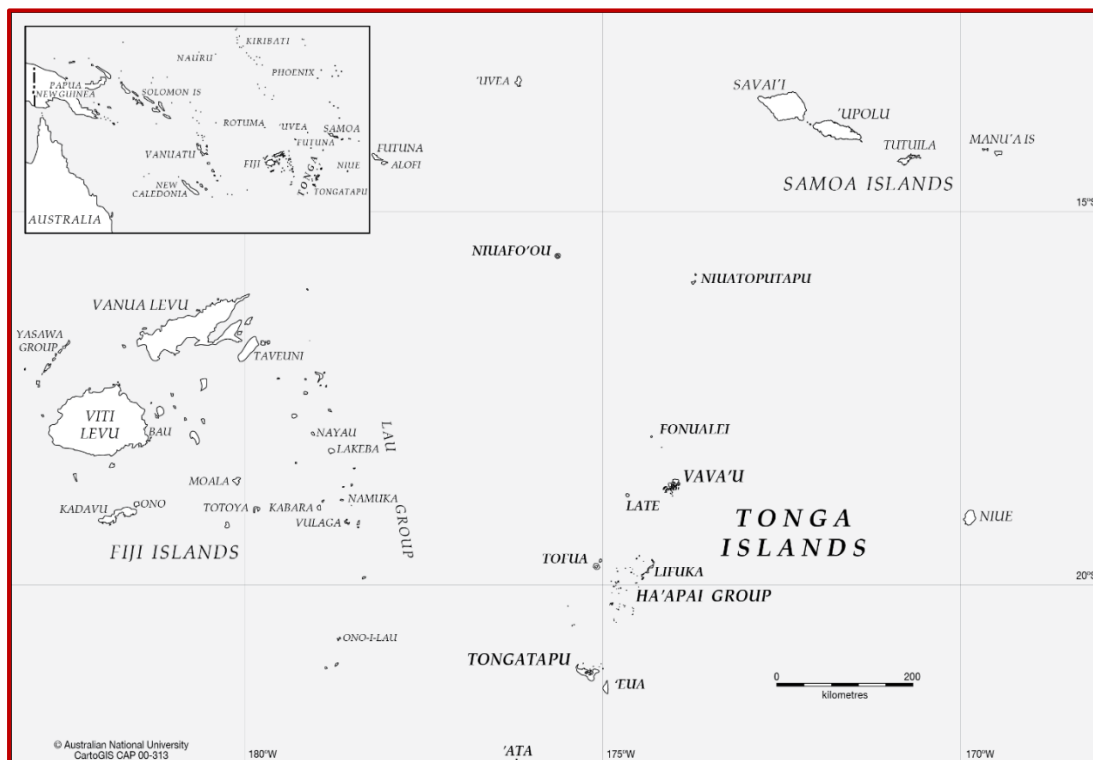 KIRIBATI
NAURU
PHOENIX
PAPUA
NEW GUINEA
SOLOMON IS
ROTUMA
'UVEA
SAMOA
FUTUNA
VANUATU
FIJI
TONGA
NIUE
NEW
CALEDONIA
TONGATAPU
AUSTRALIA
'UVEA
SAVAI'I
'UPOLU
TUTUILA
MANU'A IS
FUTUNA
ALOFI
SAMOA ISLANDS
15°S
NIUAFO'OU
NIUATOPUTAPU
VANUA LEVU
YASAWA
GROUP
TAVEUNI
VITI
LEVU
BAU
NAYAU
LAKEBA
LAU GROUP
FONUALEI
VAVA'U
MOALA
LATE
KADAVU
ONO
TOTOYA
KABARA
NAMUKA
VULAGA
TONGA
ISLANDS
NIUE
FIJI ISLANDS
TOFUA
LIFUKA
20°S
HA'APAI GROUP
ONO-I-LAU
TONGATAPU
'EUA
0 200
kilometres
© Australian National University
CartoGIS CAP 00-313
180°W
'ATA
175°W
170°W